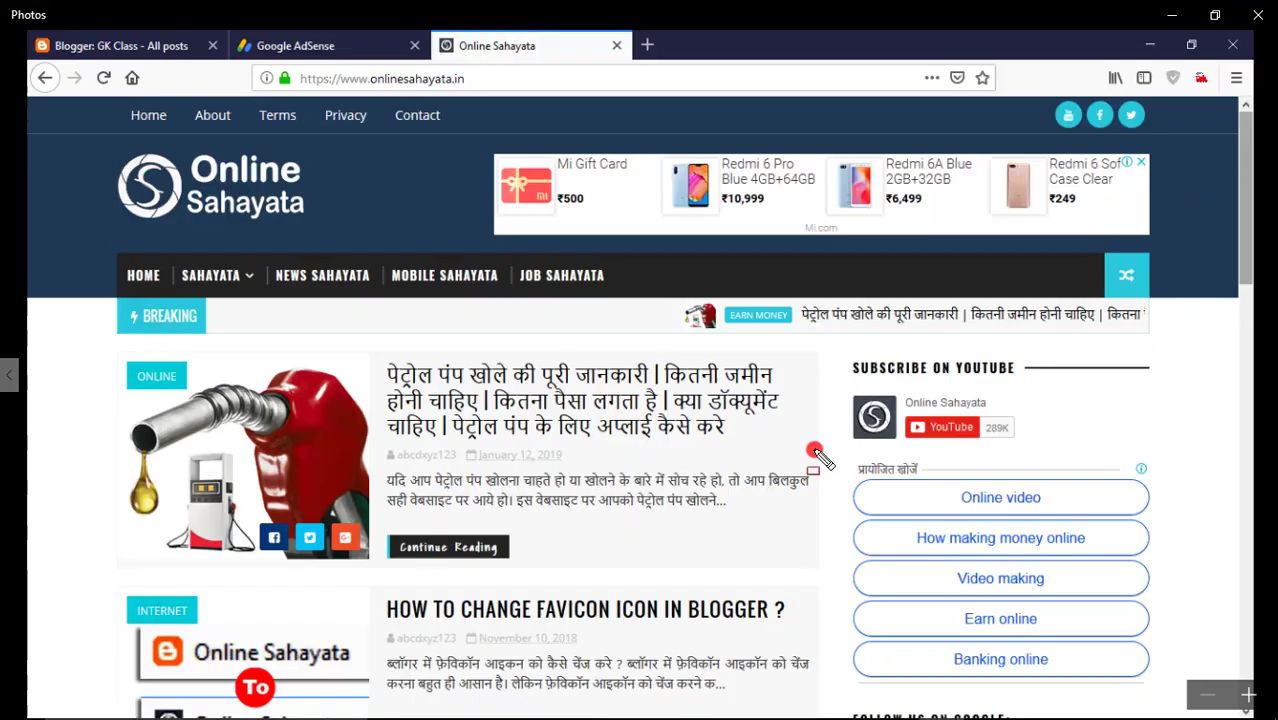 Photos
Blogger: GK Class - All posts
Google AdSense
Online Sahayata
https://www.onlinesahayata.in
Home About Terms Privacy Contact
Online
Sahayata
Mi Gift Card
₹500
Redmi 6 Pro
Blue 4GB+64GB
₹10,999
Redmi 6A Blue
2GB+32GB
₹6,499
Redmi 6 Sof
Case Clear
₹249
Mi.com
HOME SAHAYATA NEWS SAHAYATA MOBILE SAHAYATA JOB SAHAYATA
BREAKING
EARN MONEY
पेट्रोल पंप खोले की पूरी जानकारी | कितनी जमीन होनी चाहिए | कितना
ONLINE
पेट्रोल पंप खोले की पूरी जानकारी | कितनी जमीन
होनी चाहिए | कितना पैसा लगता है | क्या डॉक्यूमेंट
चाहिए | पेट्रोल पंप के लिए अप्लाई कैसे करे
abcdxyz123 January 12, 2019
यदि आप पेट्रोल पंप खोलना चाहते हो या खोलने के बारे में सोच रहे हो, तो आप बिलकुल
सही वेबसाइट पर आये हो। इस वेबसाइट पर आपको पेट्रोल पंप खोलने...
Continue Reading
SUBSCRIBE ON YOUTUBE
Online Sahayata
YouTube 289K
प्रायोजित खोजें
Online video
How making money online
Video making
Earn online
Banking online
INTERNET
Online Sahayata
To
HOW TO CHANGE FAVICON ICON IN BLOGGER ?
abcdxyz123 November 10, 2018
ब्लॉगर में फ़ेविकॉन आइकन को कैसे चेंज करे ? ब्लॉगर में फ़ेविकॉन आइकॉन को चेंज
करना बहुत ही आसान है। लेकिन फ़ेविकॉन आइकॉन को चेंज करने क...